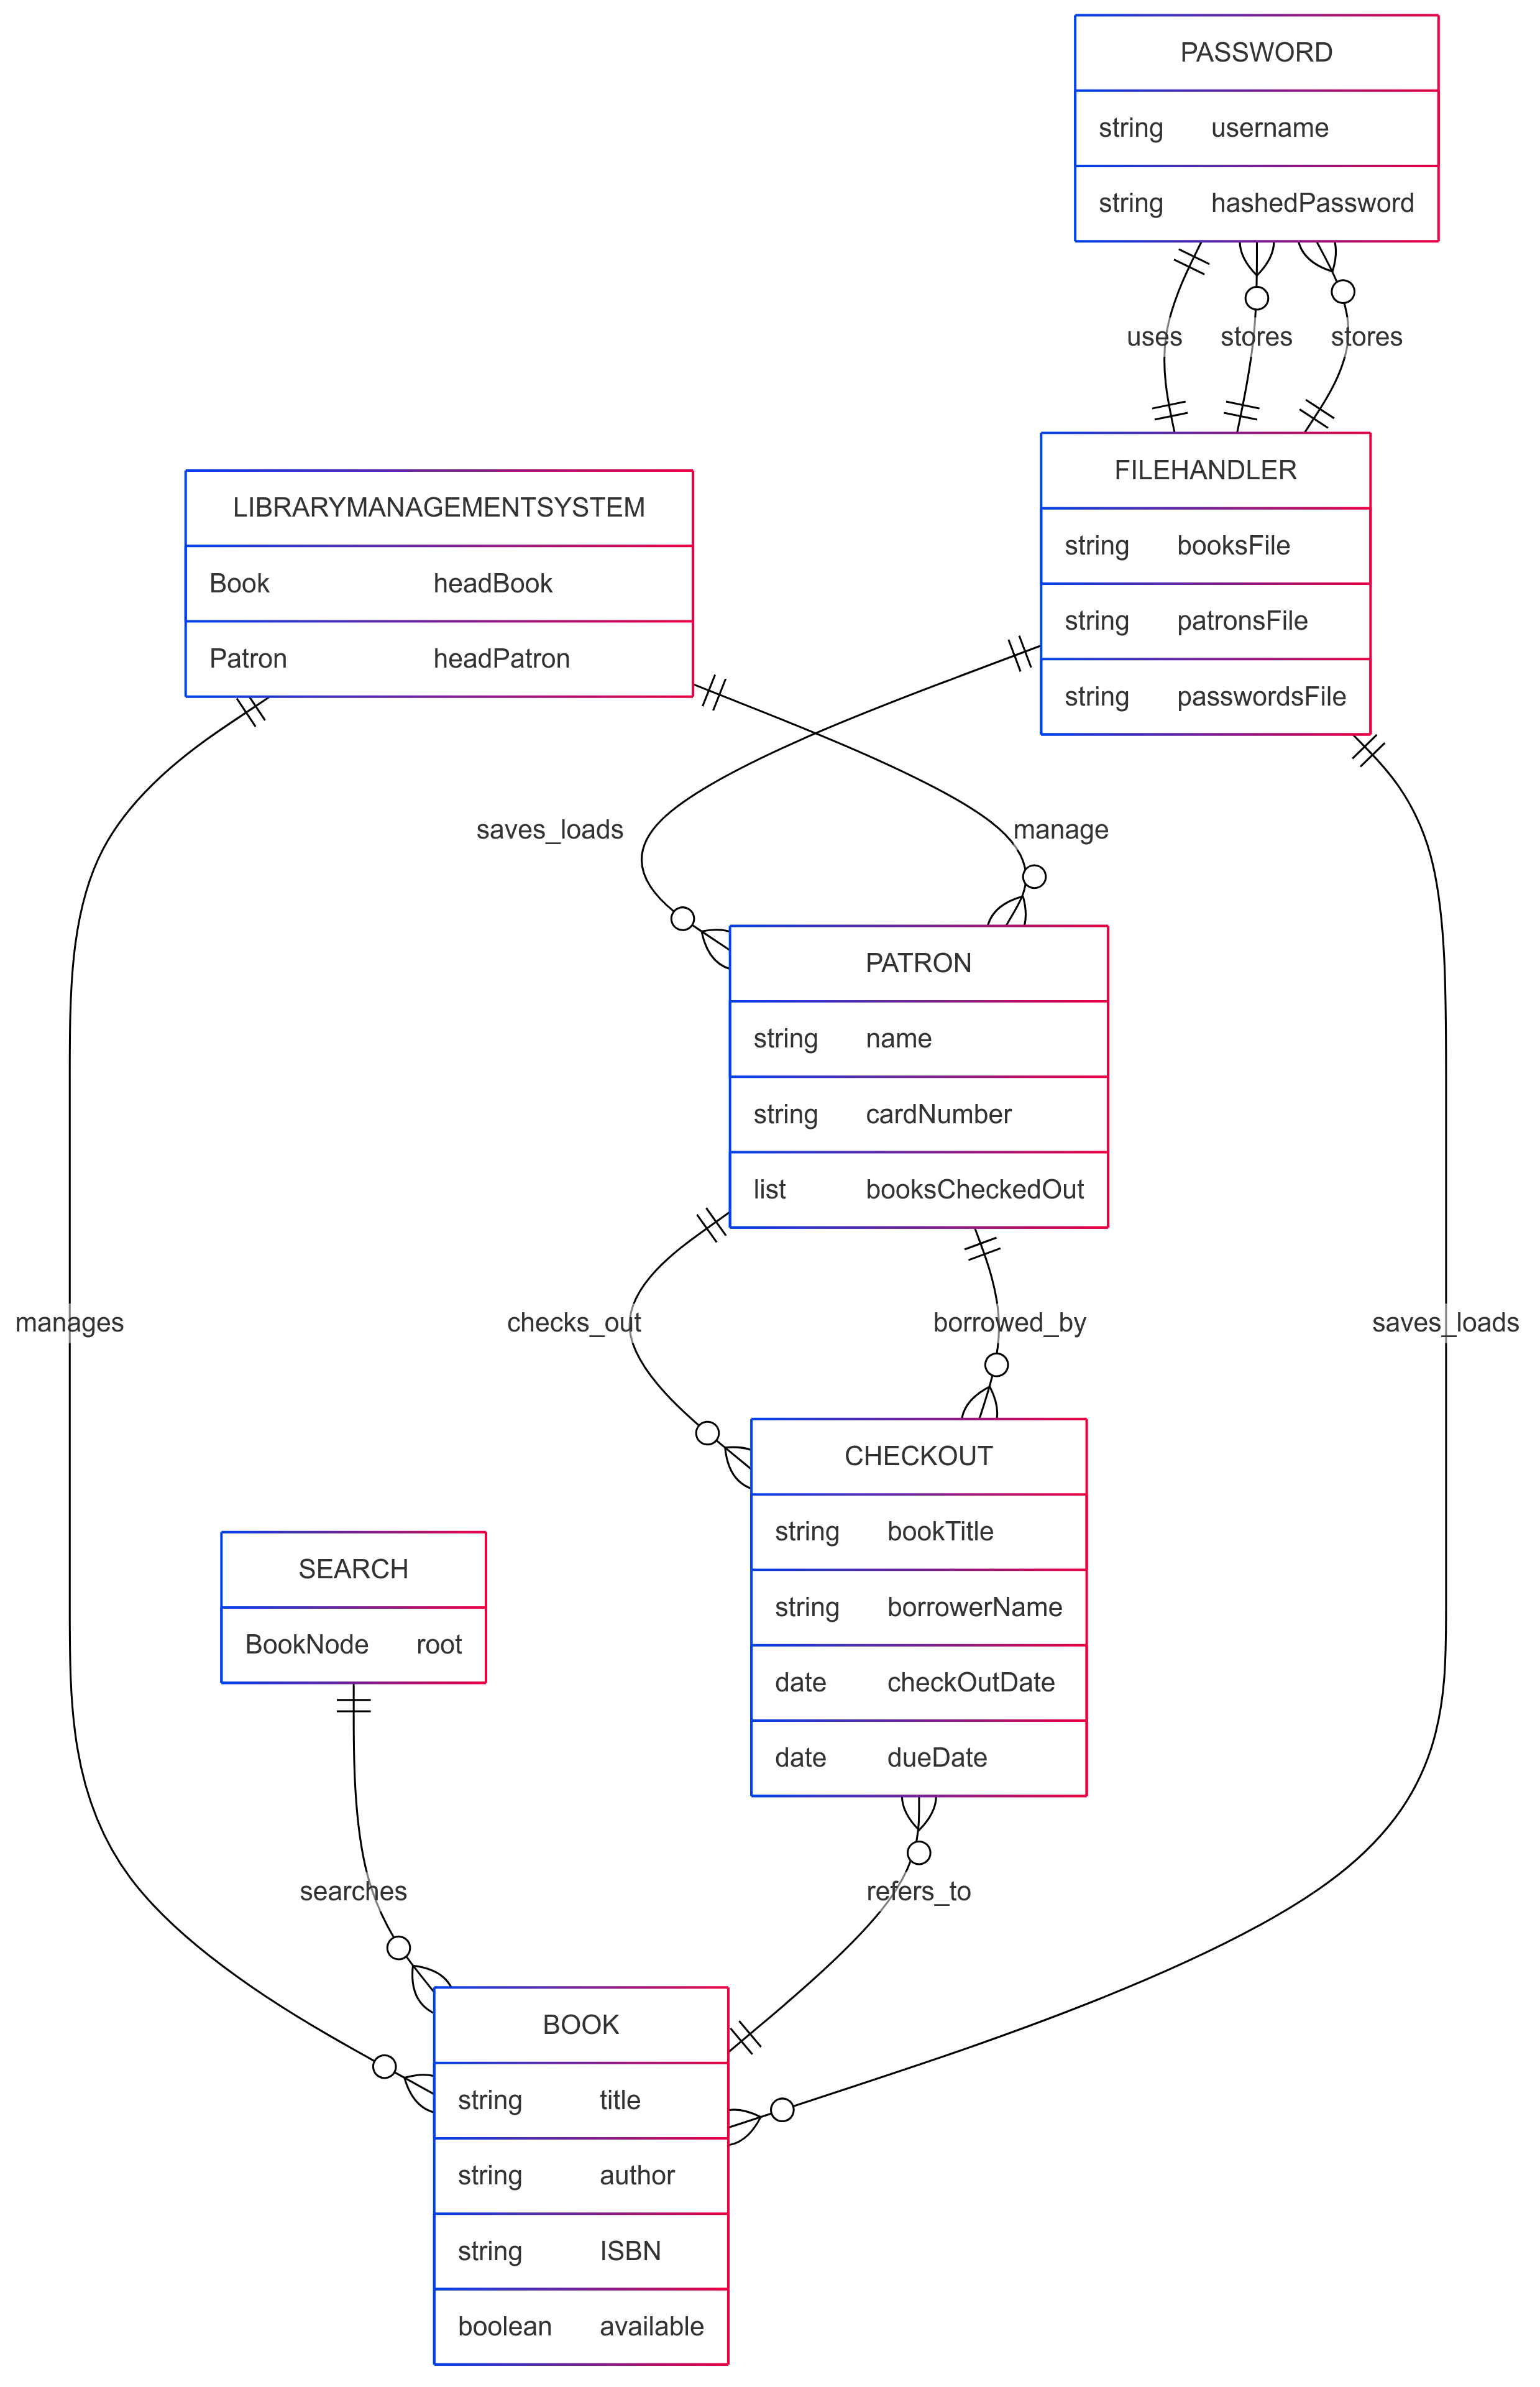 PASSWORD
string username
string hashedPassword
uses stores stores
FILEHANDLER
string booksFile
string patronsFile
string passwordsFile
LIBRARYMANAGEMENTSYSTEM
Book headBook
Patron headPatron
saves_loads manage
PATRON
string name
string cardNumber
list booksCheckedOut
manages checks_out borrowed_by saves_loads
CHECKOUT
string bookTitle
string borrowerName
date checkOutDate
date dueDate
SEARCH
BookNode root
searches refers_to
BOOK
string title
string author
string ISBN
boolean available